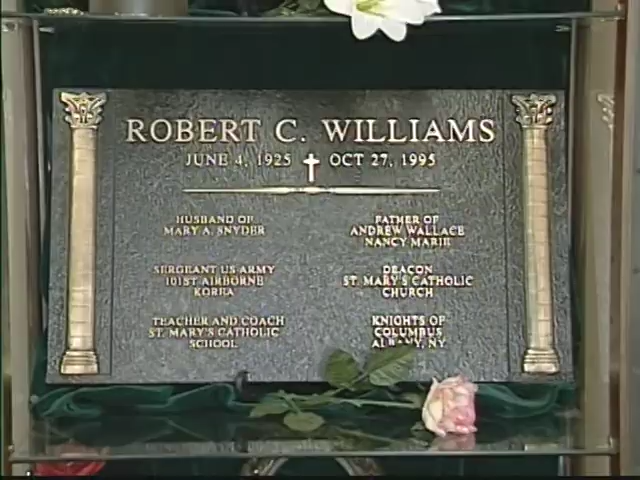 ROBERT C. WILLIAMS
JUNE 4, 1925 OCT 27, 1995
HUSBAND OF
MARY A. SNYDER
FATHER OF
ANDREW WALLACE
NANCY MARIE
SERGEANT US ARMY
101ST AIRBORNE
KOREA
DEACON
ST. MARY'S CATHOLIC
CHURCH
TEACHER AND COACH
ST. MARY'S CATHOLIC
SCHOOL
KNIGHTS OF
COLUMBUS
ALBANY, NY